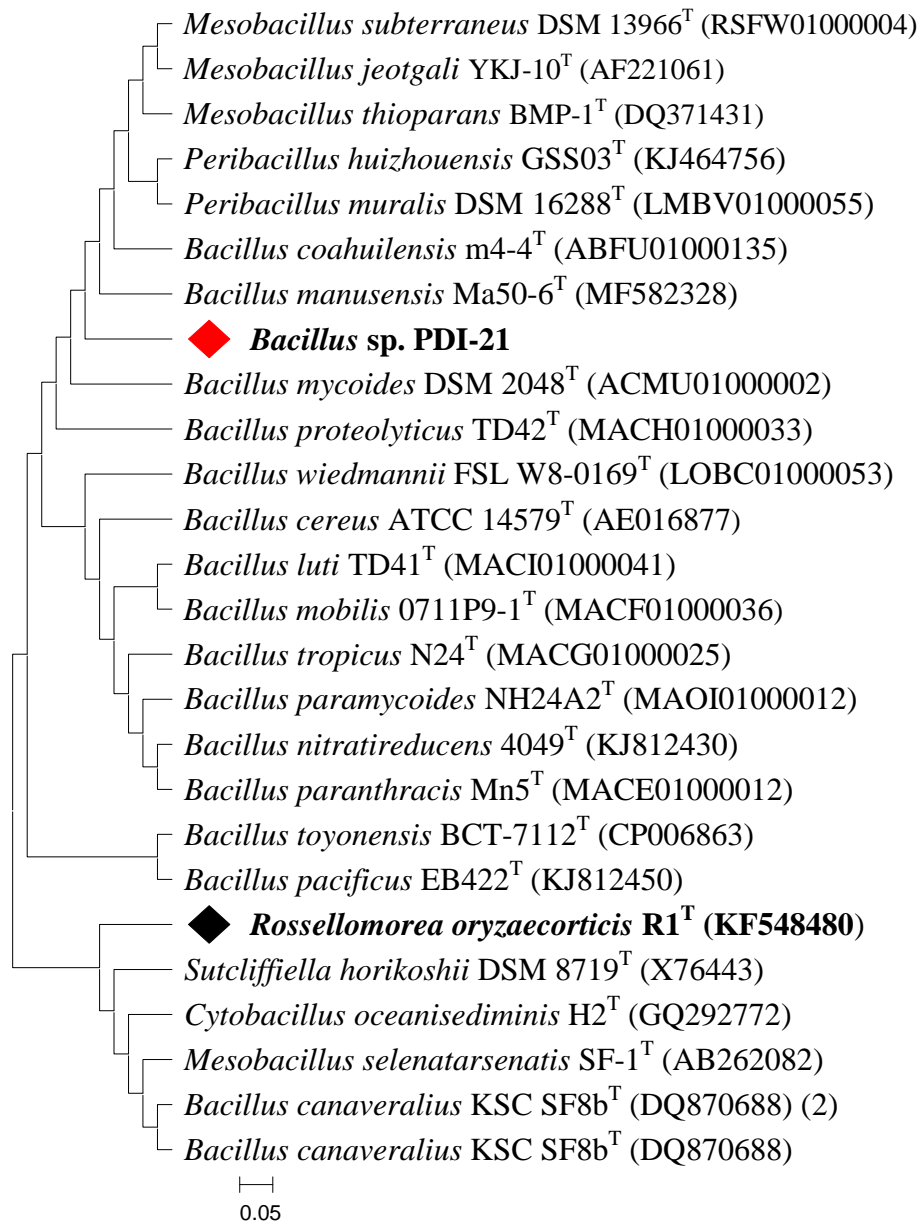 Mesobacillus subterraneus DSM 13966ᵀ (RSFW01000004)
Mesobacillus jeotgali YKJ-10ᵀ (AF221061)
Mesobacillus thioparans BMP-1ᵀ (DQ371431)
Peribacillus huizhouensis GSS03ᵀ (KJ464756)
Peribacillus muralis DSM 16288ᵀ (LMBV01000055)
Bacillus coahuilensis m4-4ᵀ (ABFU01000135)
Bacillus manusensis Ma50-6ᵀ (MF582328)
Bacillus sp. PDI-21
Bacillus mycoides DSM 2048ᵀ (ACMU01000002)
Bacillus proteolyticus TD42ᵀ (MACH01000033)
Bacillus wiedmannii FSL W8-0169ᵀ (LOBC01000053)
Bacillus cereus ATCC 14579ᵀ (AE016877)
Bacillus luti TD41ᵀ (MACI01000041)
Bacillus mobilis 0711P9-1ᵀ (MACF01000036)
Bacillus tropicus N24ᵀ (MACG01000025)
Bacillus paramycoides NH24A2ᵀ (MAOI01000012)
Bacillus nitratireducens 4049ᵀ (KJ812430)
Bacillus paranthracis Mn5ᵀ (MACE01000012)
Bacillus toyonensis BCT-7112ᵀ (CP006863)
Bacillus pacificus EB422ᵀ (KJ812450)
Rossellomorea oryzaecorticis R1ᵀ (KF548480)
Sutcliffiella horikoshii DSM 8719ᵀ (X76443)
Cytobacillus oceanisediminis H2ᵀ (GQ292772)
Mesobacillus selenatarsenatis SF-1ᵀ (AB262082)
Bacillus canaveralius KSC SF8bᵀ (DQ870688) (2)
Bacillus canaveralius KSC SF8bᵀ (DQ870688)
0.05